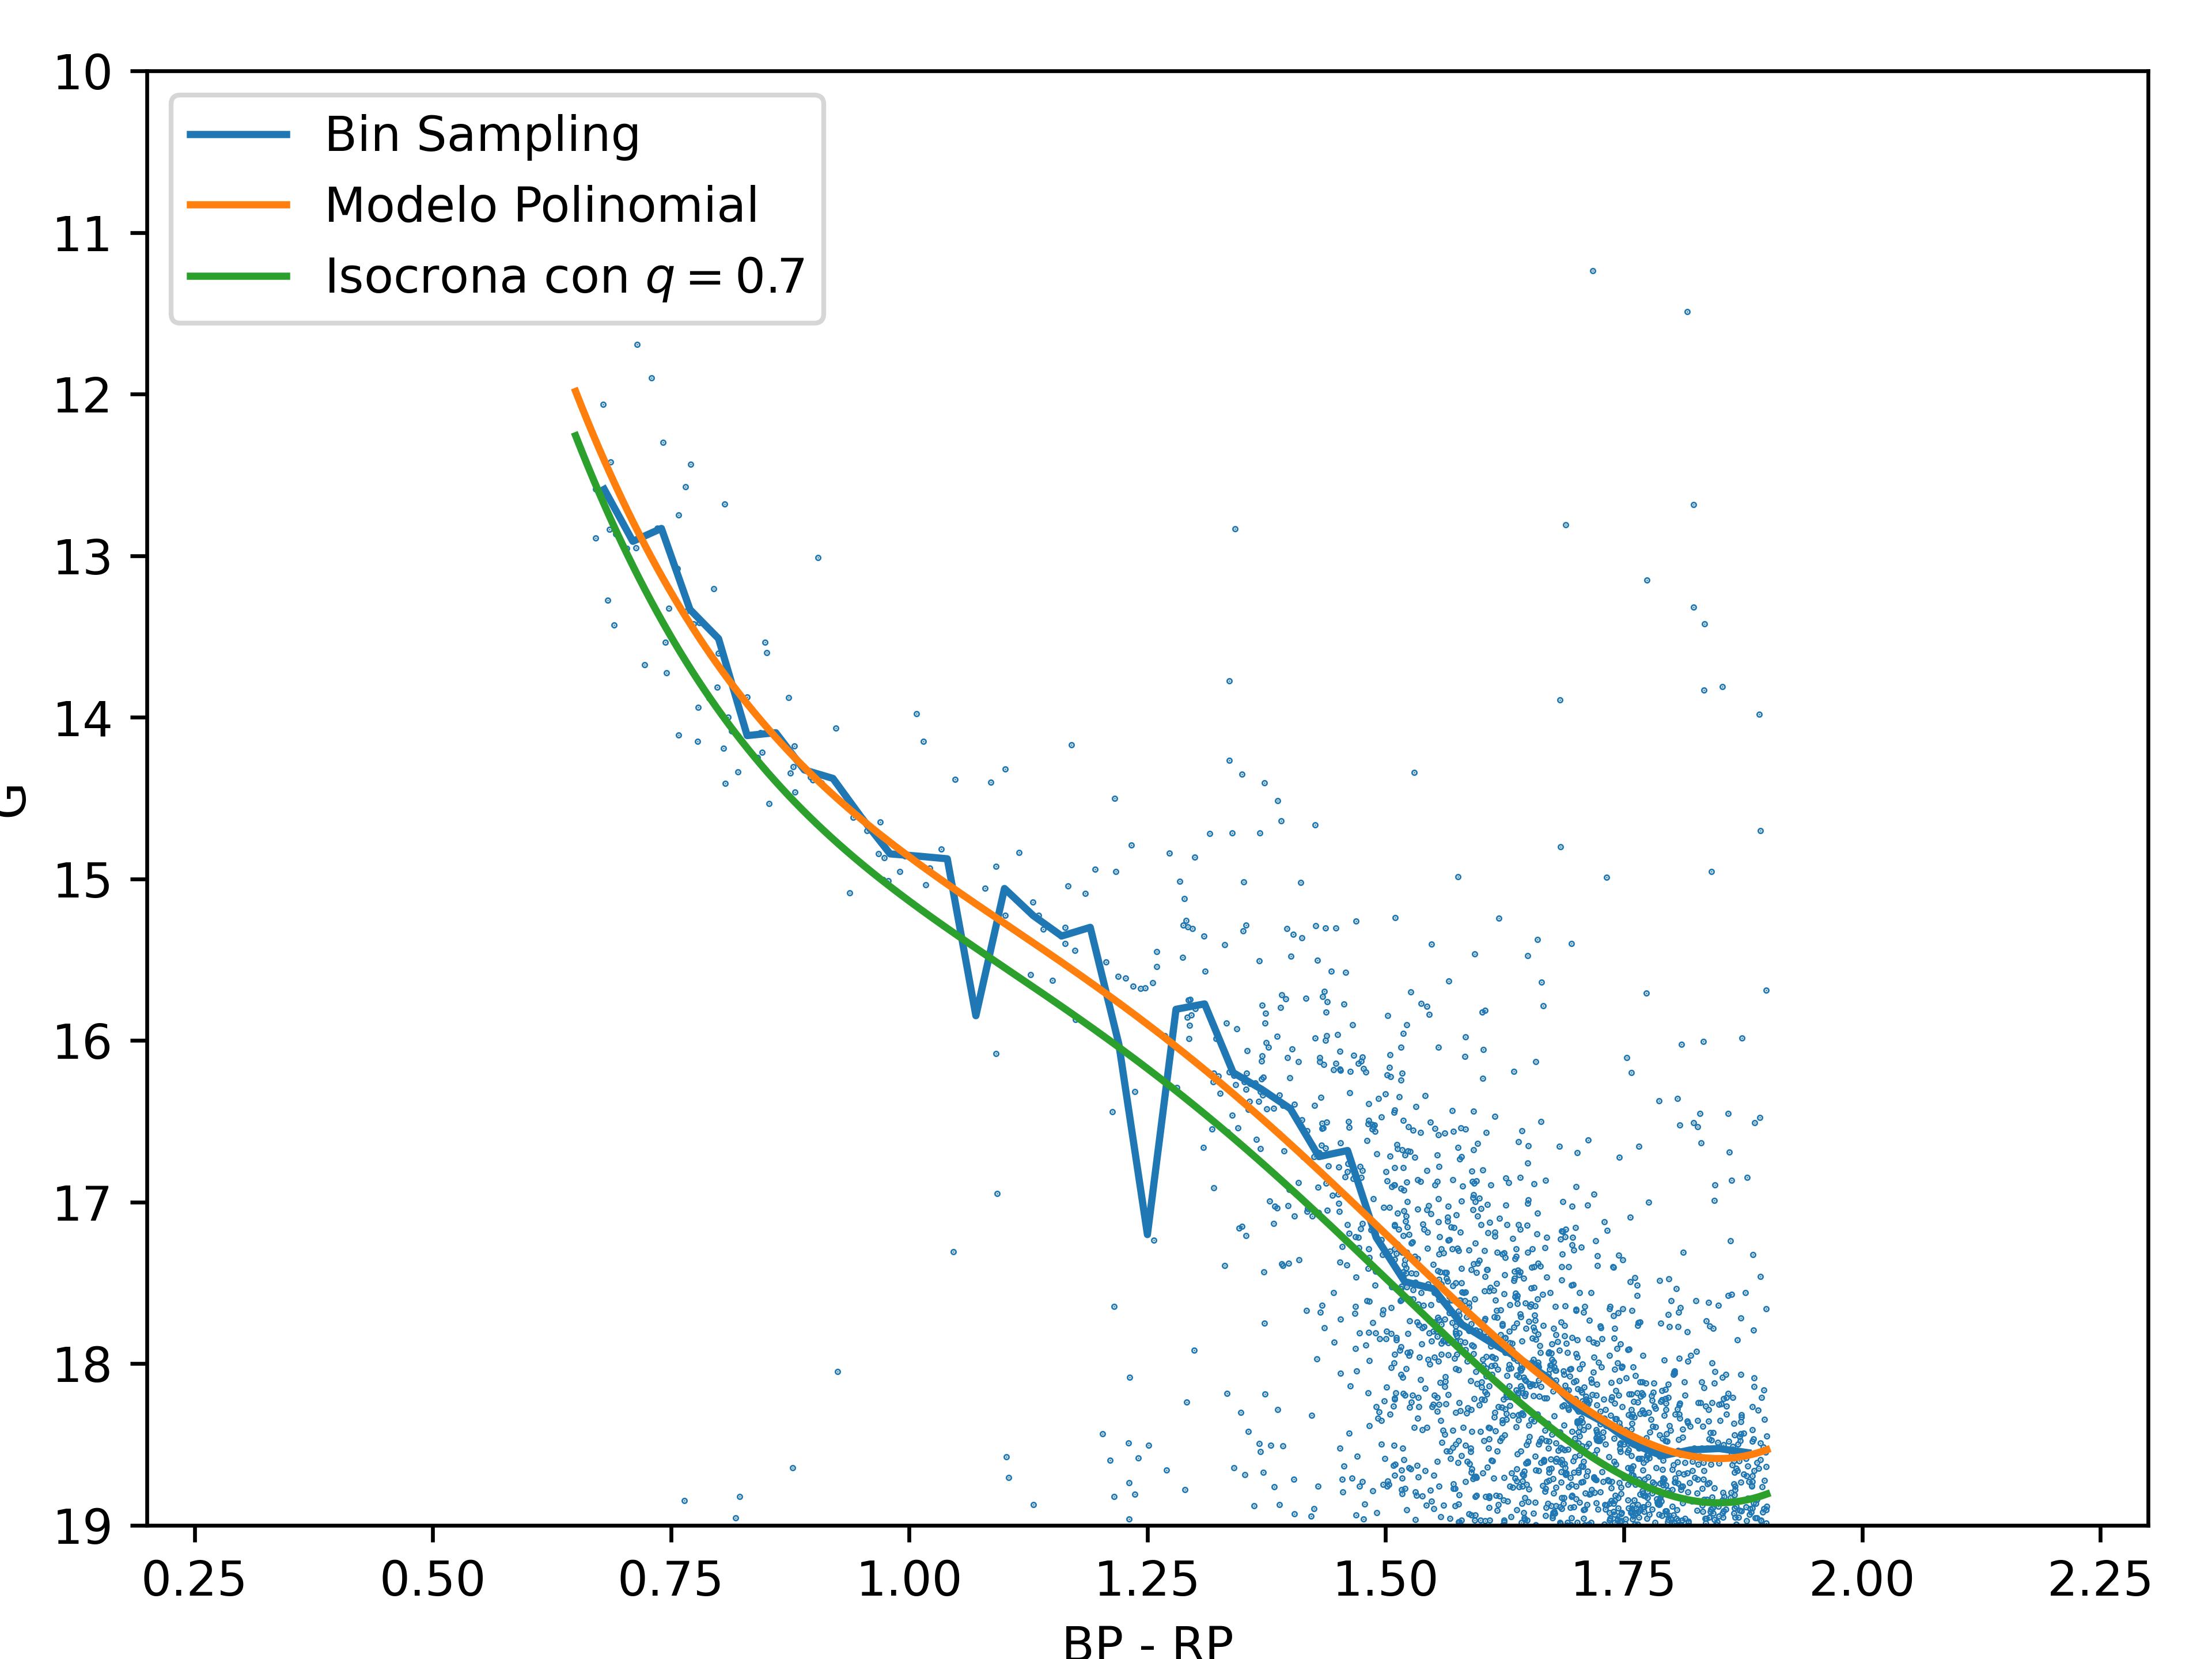 10
11
12
13
14
15
16
17
18
19
Bin Sampling
Modelo Polinomial
Isocrona con q = 0.7
G
0.25 0.50 0.75 1.00 1.25 1.50 1.75 2.00 2.25
BP - RP